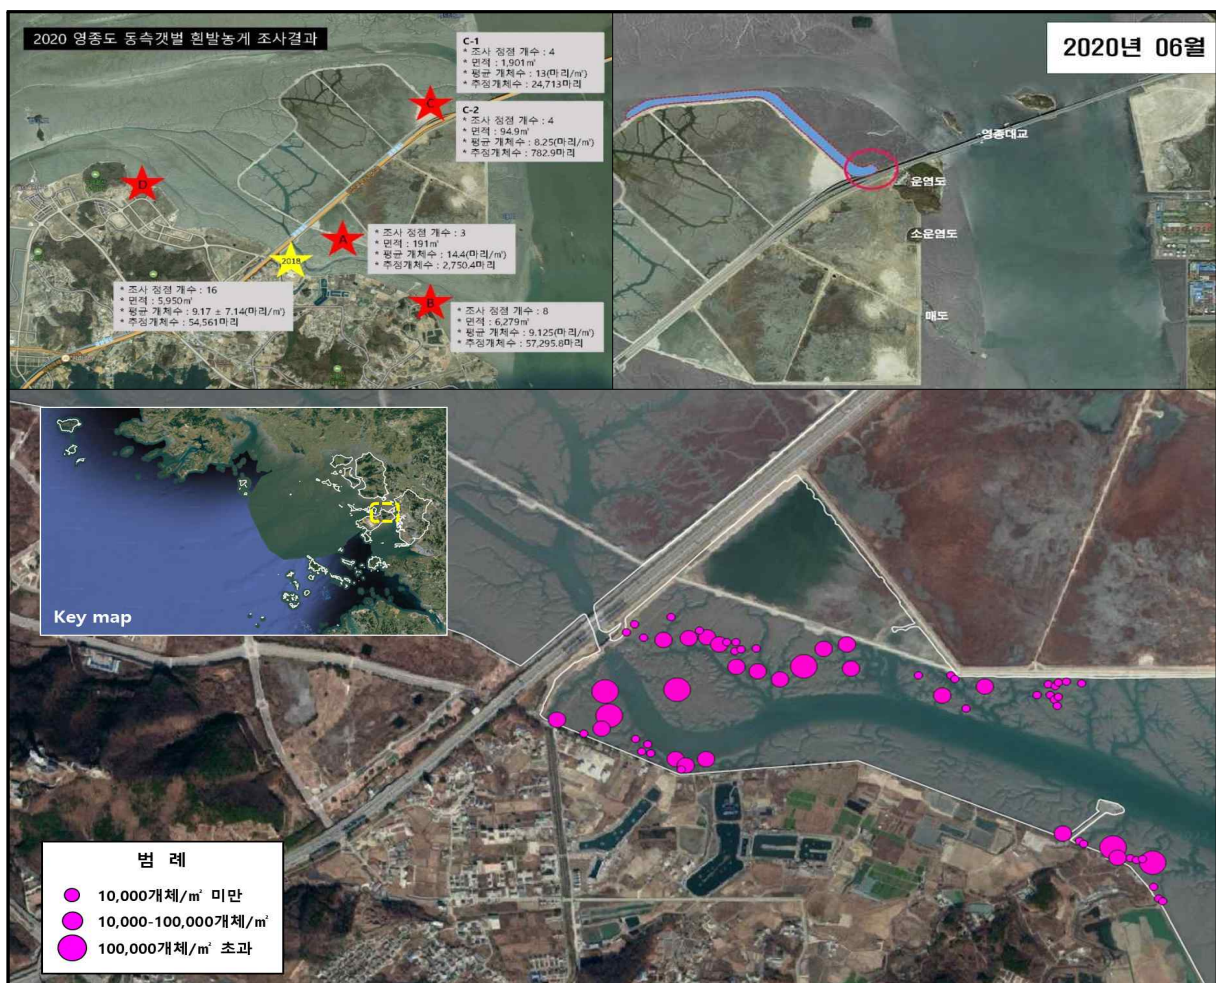 2020 영종도 동측갯벌 흰발농게 조사결과
C-1
* 조사 정점 개수 : 4
* 면적 : 1,901㎡
* 평균 개체수 : 13(마리/㎡)
* 추정개체수 : 24,713마리
C
C-2
* 조사 정점 개수 : 4
* 면적 : 94.9㎡
* 평균 개체수 : 8.25(마리/㎡)
* 추정개체수 : 782.9마리
D
A
* 조사 정점 개수 : 3
* 면적 : 191㎡
* 평균 개체수 : 14.4(마리/㎡)
* 추정개체수 : 2,750.4마리
2018
* 조사 정점 개수 : 16
* 면적 : 5,950㎡
* 평균 개체수 : 9.17 ± 7.14(마리/㎡)
* 추정개체수 : 54,561마리
B
* 조사 정점 개수 : 8
* 면적 : 6,279㎡
* 평균 개체수 : 9.125(마리/㎡)
* 추정개체수 : 57,295.8마리
2020년 06월
영종대교
운염도
소운염도
매도
Key map
범 례
10,000개체/㎡ 미만
10,000-100,000개체/㎡
100,000개체/㎡ 초과